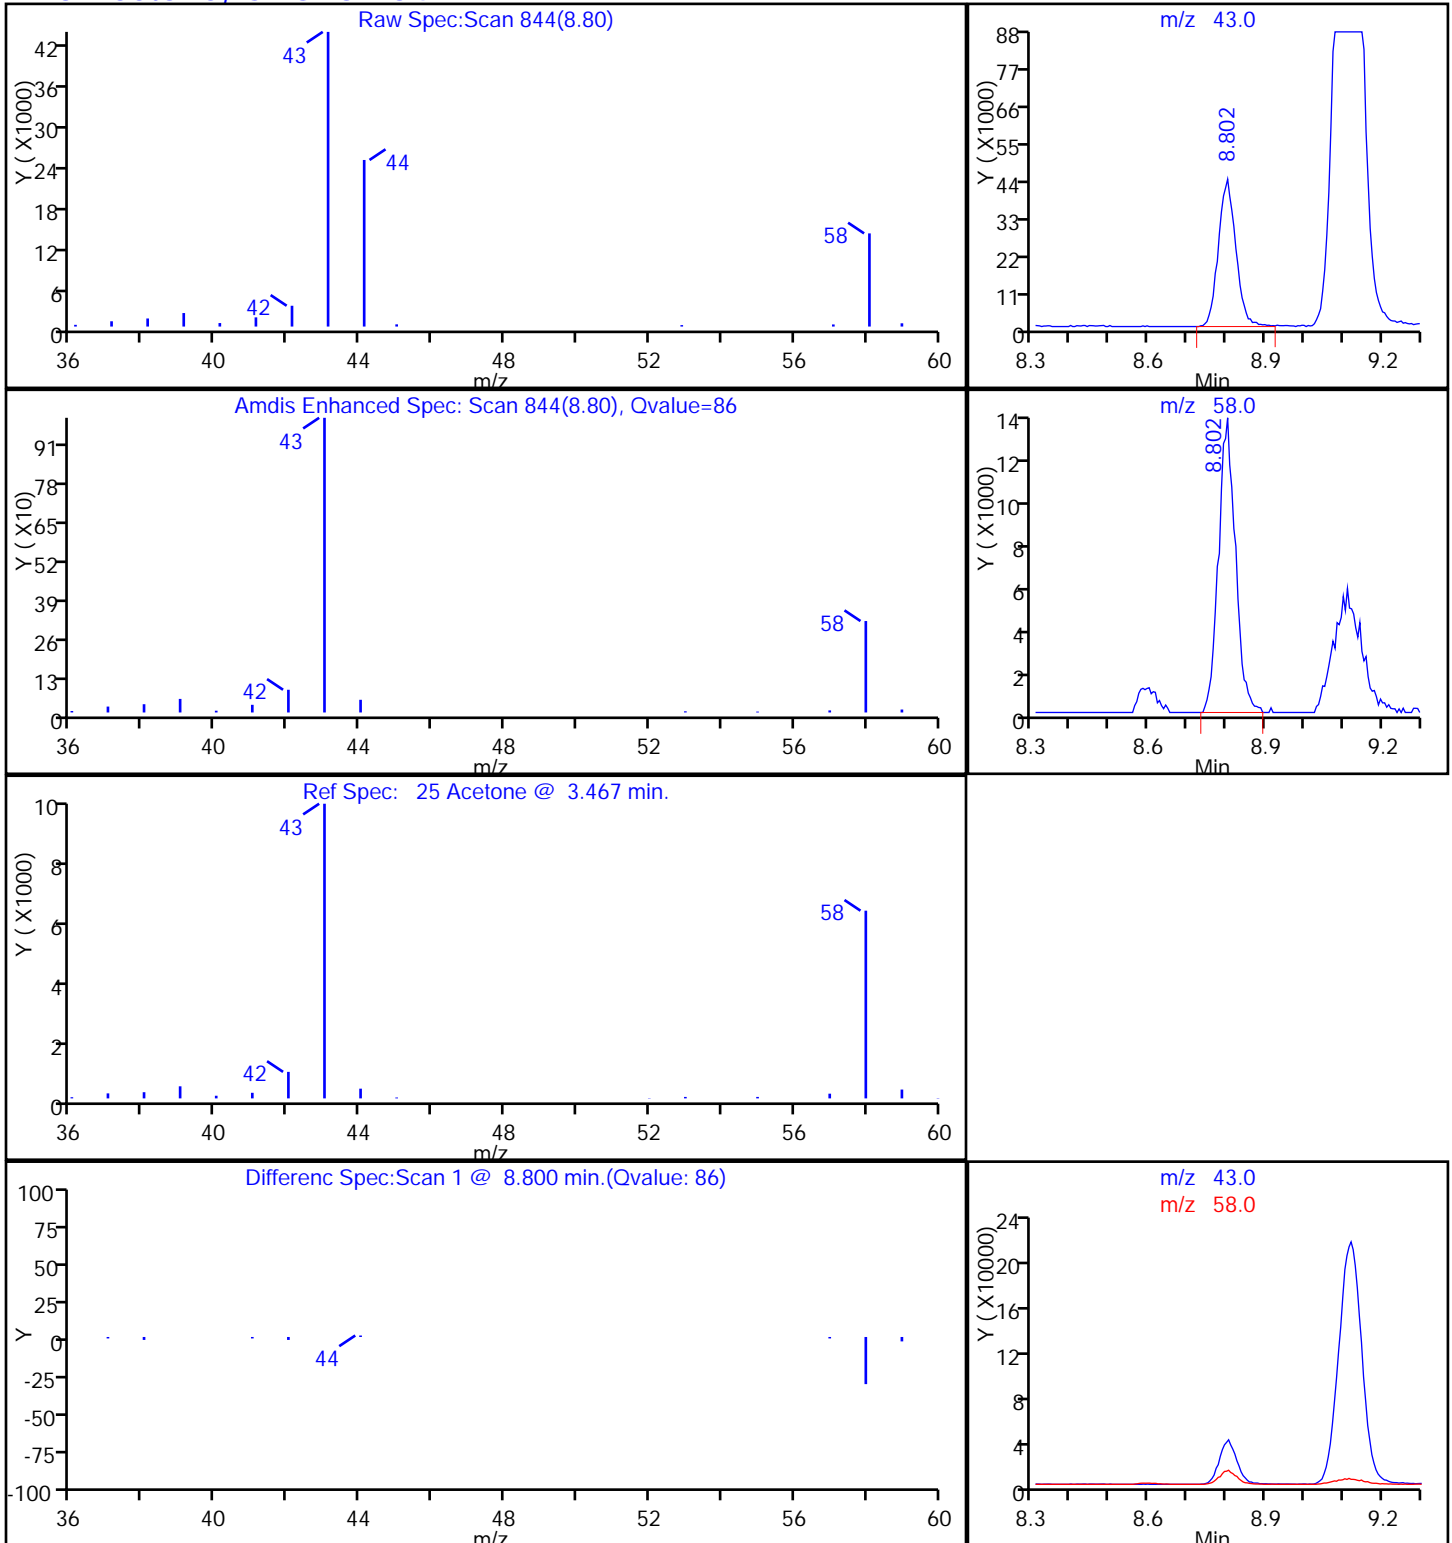 Raw Spec:Scan 844(8.80)
Y ( X1000)
42
36
30
24
18
12
6
0
43
44
58
42
36 40 44 48 52 56 60
m/z
m/z 43.0
Y ( X1000)
88
77
66
55
44
33
22
11
0
8.802
8.3 8.6 8.9 9.2
Min
Amdis Enhanced Spec: Scan 844(8.80), Qvalue=86
Y ( X10)
91
78
65
52
39
26
13
0
43
58
42
36 40 44 48 52 56 60
m/z
m/z 58.0
Y ( X1000)
14
12
10
8
6
4
2
0
8.802
8.3 8.6 8.9 9.2
Min
Ref Spec: 25 Acetone @ 3.467 min.
Y ( X1000)
10
8
6
4
2
0
43
58
42
36 40 44 48 52 56 60
m/z
Differenc Spec:Scan 1 @ 8.800 min.(Qvalue: 86)
Y
100
75
50
25
0
-25
-50
-75
-100
44
36 40 44 48 52 56 60
m/z
m/z 43.0
m/z 58.0
Y ( X10000)
24
20
16
12
8
4
0
8.3 8.6 8.9 9.2
Min